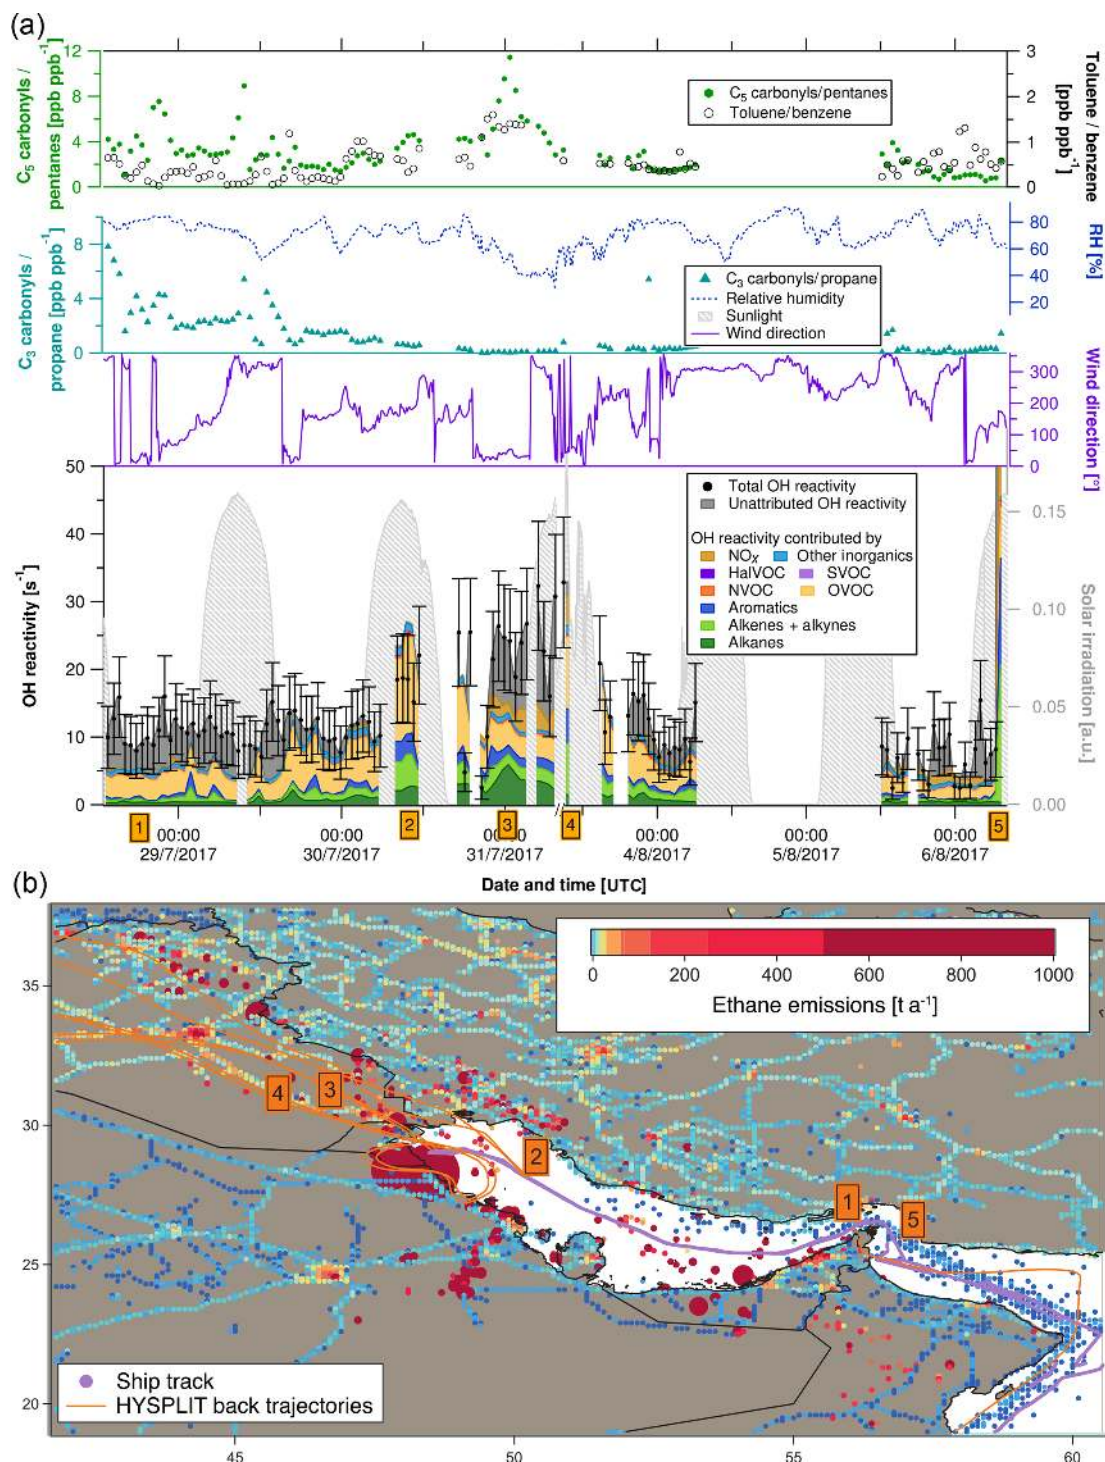 (a)
C5 carbonyls /
pentanes [ppb ppb-1]
12
8
4
0
C5 carbonyls/pentanes
Toluene/benzene
3
2
1
0
Toluene / benzene
[ppb ppb-1]
C3 carbonyls /
propane [ppb ppb-1]
8
4
0
C3 carbonyls/propane
Relative humidity
Sunlight
Wind direction
80
60
40
20
RH [%]
300
200
100
0
Wind
direction [°]
OH reactivity [s-1]
50
40
30
20
10
0
Total OH reactivity
Unattributed OH reactivity
OH reactivity contributed by
NOx Other inorganics
HalVOC SVOC
NVOC OVOC
Aromatics
Alkenes + alkynes
Alkanes
0.15
0.10
0.05
0.00
Solar irradiation [a.u.]
1 2 3 4 5
00:00 00:00 00:00 00:00 00:00 00:00
29/7/2017 30/7/2017 31/7/2017 4/8/2017 5/8/2017 6/8/2017
Date and time [UTC]
(b)
0 200 400 600 800 1000
Ethane emissions [t a-1]
35
30
25
20
4 3
2
1 5
Ship track
HYSPLIT back trajectories
45 50 55 60